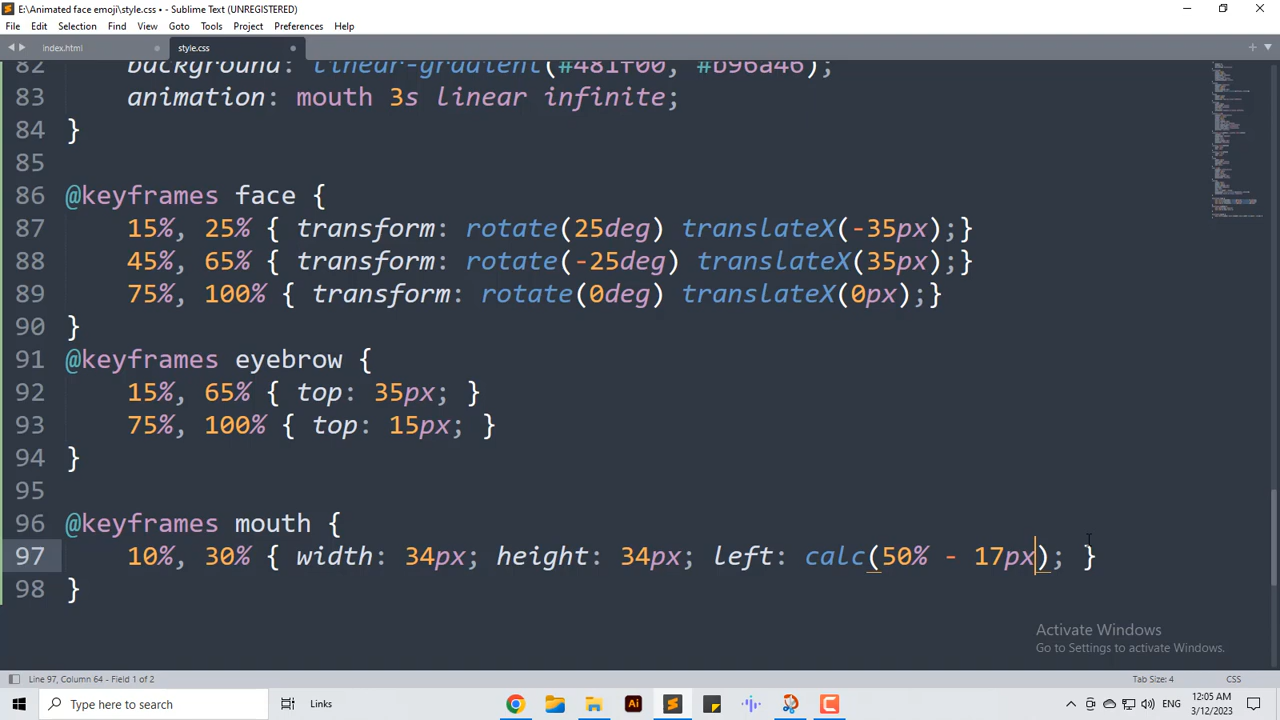 E:\Animated face emoji\style.css • - Sublime Text (UNREGISTERED)
File Edit Selection Find View Goto Tools Project Preferences Help
index.html style.css
82 background: linear-gradient(#481f00, #b96a46);
83 animation: mouth 3s linear infinite;
84 }
85
86 @keyframes face {
87 15%, 25% { transform: rotate(25deg) translateX(-35px);}
88 45%, 65% { transform: rotate(-25deg) translateX(35px);}
89 75%, 100% { transform: rotate(0deg) translateX(0px);}
90 }
91 @keyframes eyebrow {
92 15%, 65% { top: 35px; }
93 75%, 100% { top: 15px; }
94 }
95
96 @keyframes mouth {
97 10%, 30% { width: 34px; height: 34px; left: calc(50% - 17px); }
98 }
Activate Windows
Go to Settings to activate Windows.
Line 97, Column 64 - Field 1 of 2 Tab Size: 4 CSS
Type here to search Links Ai 12:05 AM
3/12/2023